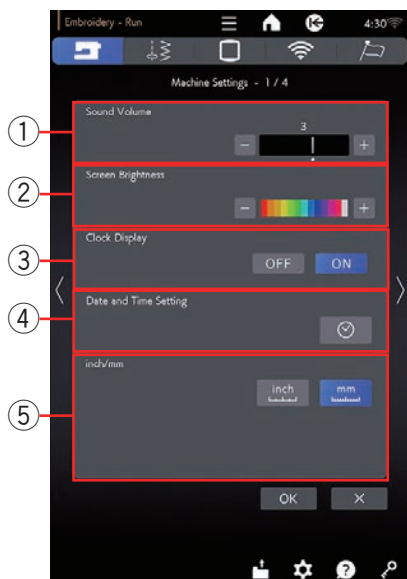 Embroidery - Run 4:30
Machine Settings - 1 / 4
1 Sound Volume
3
- +
2 Screen Brightness
- +
3 Clock Display
OFF ON
4 Date and Time Setting
5 inch/mm
inch mm
OK X
?